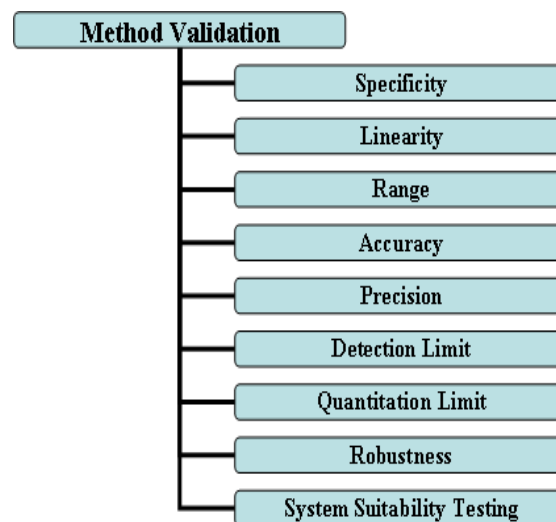 Method Validation
Specificity
Linearity
Range
Accuracy
Precision
Detection Limit
Quantitation Limit
Robustness
System Suitability Testing